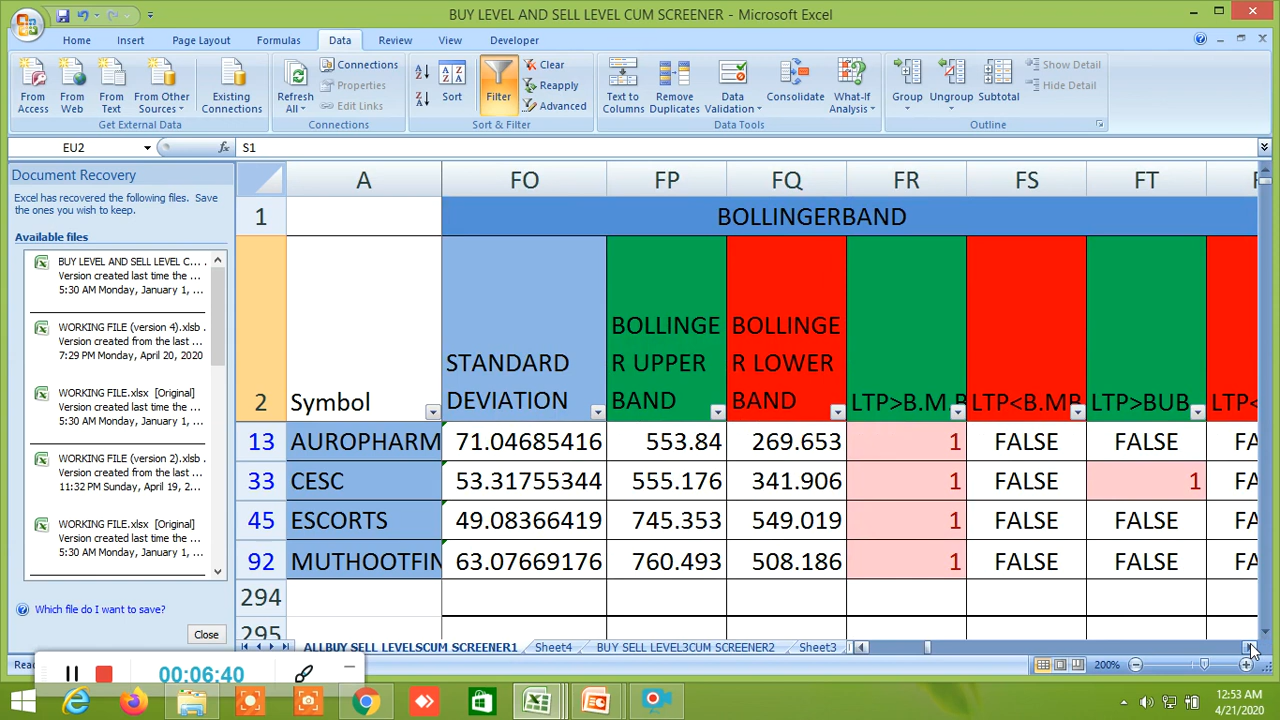 BUY LEVEL AND SELL LEVEL CUM SCREENER - Microsoft Excel
Home Insert Page Layout Formulas Data Review View Developer
From Access
From Web
From Text
From Other Sources
Existing Connections
Get External Data
Refresh All
Connections
Properties
Edit Links
Connections
Sort
Filter
Clear
Reapply
Advanced
Sort & Filter
Text to Columns
Remove Duplicates
Data Validation
Consolidate
What-If Analysis
Data Tools
Group
Ungroup
Subtotal
Show Detail
Hide Detail
Outline
EU2 fx S1
Document Recovery
Excel has recovered the following files. Save
the ones you wish to keep.
Available files
BUY LEVEL AND SELL LEVEL C... .
Version created last time the ...
5:30 AM Monday, January 1, ...
WORKING FILE (version 4).xlsb .
Version created last time the ...
7:29 PM Monday, April 20, 2020
WORKING FILE.xlsx [Original]
Version created last time the ...
5:30 AM Monday, January 1, ...
WORKING FILE (version 2).xlsb .
Version created last time the ...
11:32 PM Sunday, April 19, 2...
WORKING FILE.xlsx [Original]
Version created last time the ...
5:30 AM Monday, January 1, ...
Which file do I want to save?
Close
A FO FP FQ FR FS FT
1 BOLLINGERBAND
2 Symbol
STANDARD
DEVIATION
BOLLINGE
R UPPER
BAND
BOLLINGE
R LOWER
BAND
LTP>B.M.B LTP<B.MB LTP>BUB LTP<
13 AUROPHARM 71.04685416 553.84 269.653 1 FALSE FALSE FA
33 CESC 53.31755344 555.176 341.906 1 FALSE 1 FA
45 ESCORTS 49.08366419 745.353 549.019 1 FALSE FALSE FA
92 MUTHOOTFIN 63.07669176 760.493 508.186 1 FALSE FALSE FA
294
295
ALLBUY SELL LEVELSCUM SCREENER1 Sheet4 BUY SELL LEVEL3CUM SCREENER2 Sheet3
Rea
200%
00:06:40
12:53 AM
4/21/2020